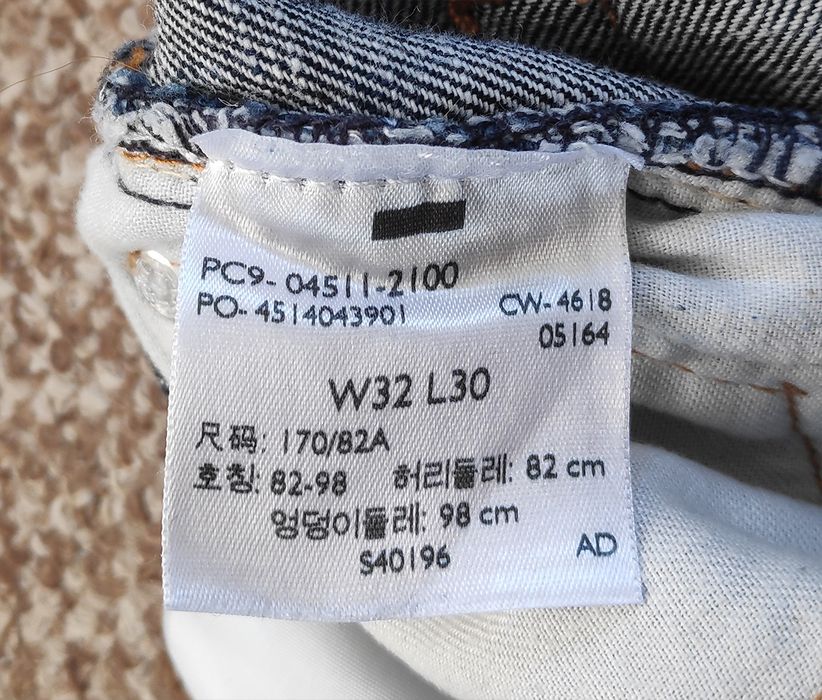 PC9-04511-2100
PO-4514043901 CW-4618
05164
W32 L30
尺码: 170/82A
호칭: 82-98 허리둘레: 82 cm
엉덩이둘레: 98 cm
S40196 AD